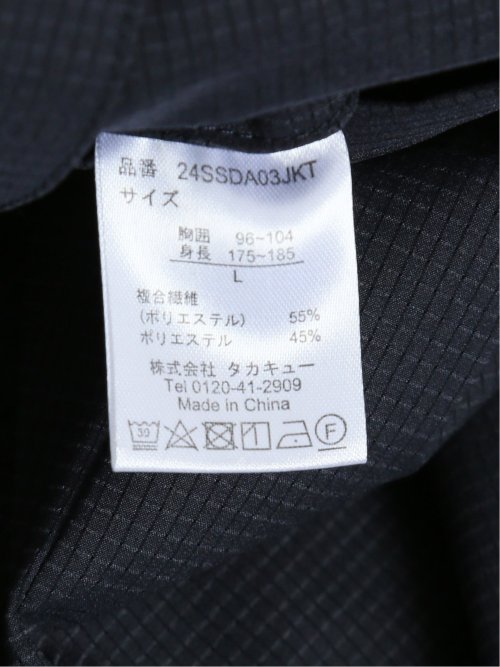 品番 24SSDA03JKT
サイズ
胸囲 96~104
身長 175~185
L
複合繊維
(ポリエステル) 55%
ポリエステル 45%
株式会社 タカキュー
Tel 0120-41-2909
Made in China
30 F